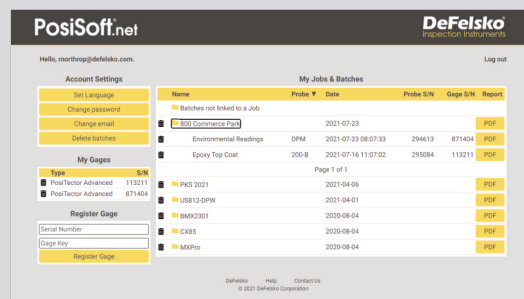 PosiSoft.net
DeFelsko®
Inspection Instruments
Hello, rnorthrop@defelsko.com.
Log out
Account Settings
Set Language
Change password
Change email
Delete batches
My Gages
Type S/N
PosiTector Advanced 113211
PosiTector Advanced 871404
Register Gage
Serial Number
Gage Key
Register Gage
My Jobs & Batches
Name Probe ▼ Date Probe S/N Gage S/N Report
Batches not linked to a Job
800 Commerce Park 2021-07-23 PDF
Environmental Readings DPM 2021-07-23 08:07:33 294613 871404 PDF
Epoxy Top Coat 200-B 2021-07-16 11:07:02 295084 113211 PDF
Page 1 of 1
PKS 2021 2021-04-06 PDF
US812-DPW 2021-04-01 PDF
BMX2301 2020-08-04 PDF
CX85 2020-08-04 PDF
MXPro 2020-08-04 PDF
DeFelsko Help Contact Us
© 2021 DeFelsko Corporation